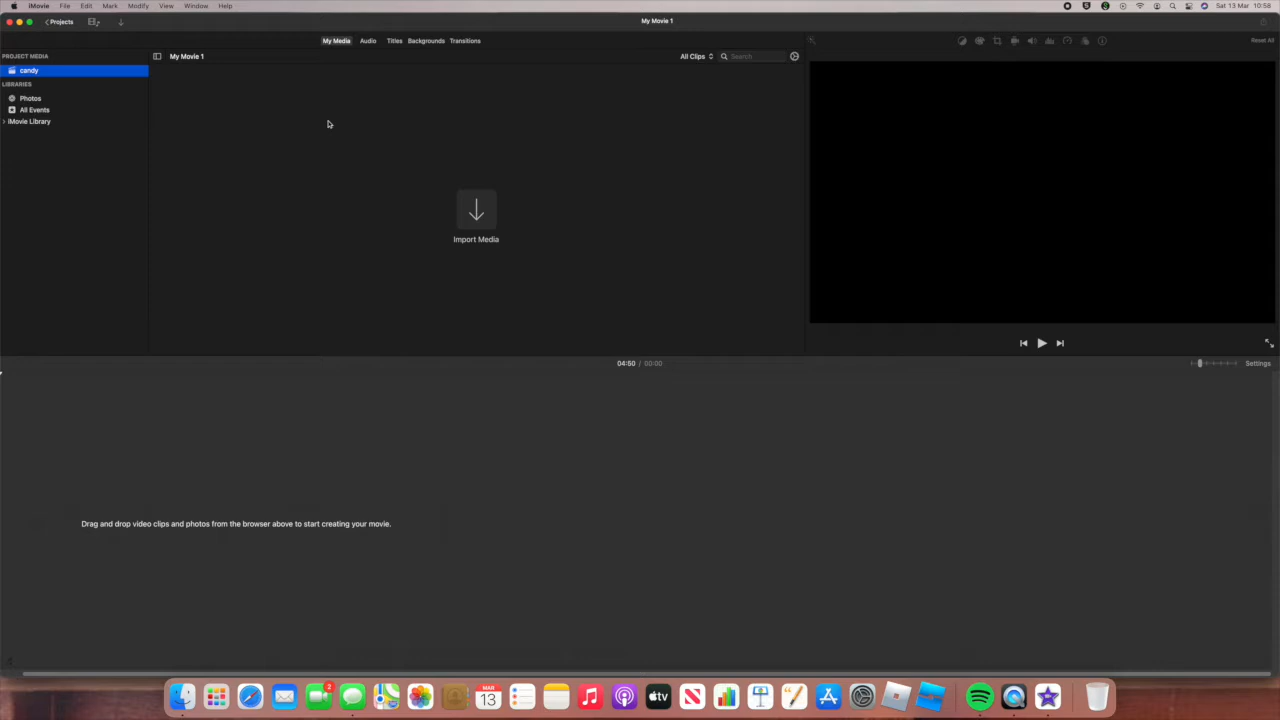 iMovie File Edit Mark Modify View Window Help Sat 13 Mar 10:58
Projects My Movie 1
My Media Audio Titles Backgrounds Transitions Reset All
PROJECT MEDIA
My Movie 1 All Clips Search
candy
LIBRARIES
Photos
All Events
iMovie Library
Import Media
04:50 / 00:00 Settings
Drag and drop video clips and photos from the browser above to start creating your movie.
2
MAR
13
tv